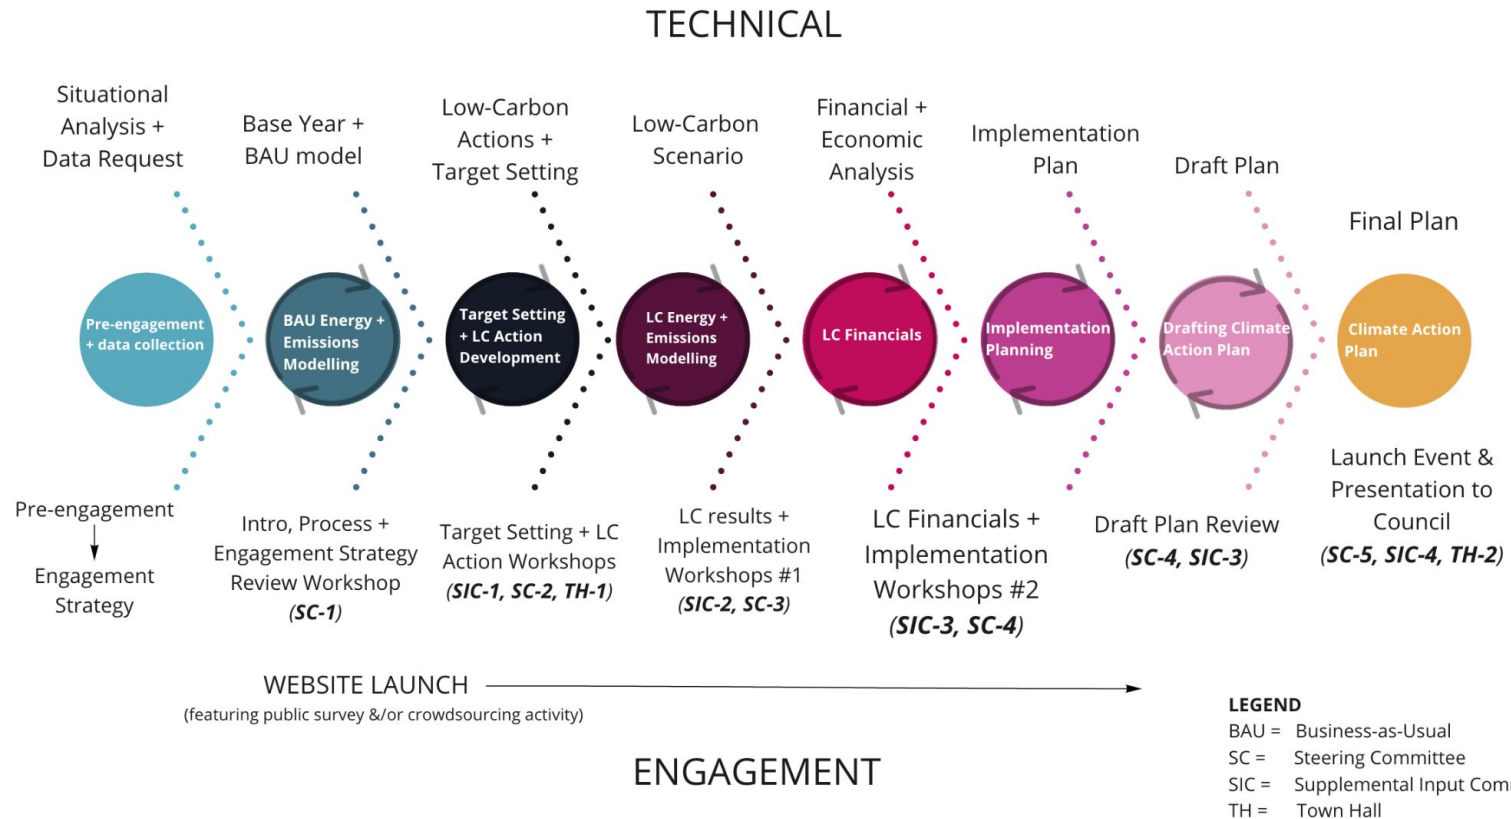 TECHNICAL
Situational
Analysis +
Data Request
Base Year +
BAU model
Low-Carbon
Actions +
Target Setting
Low-Carbon
Scenario
Financial +
Economic
Analysis
Implementation
Plan
Draft Plan
Final Plan
Pre-engagement
+ data collection
BAU Energy +
Emissions
Modelling
Target Setting
+ LC Action
Development
LC Energy +
Emissions
Modelling
LC Financials
Implementation
Planning
Drafting Climate
Action Plan
Climate Action
Plan
Pre-engagement
Engagement
Strategy
Intro, Process +
Engagement Strategy
Review Workshop
(SC-1)
Target Setting + LC
Action Workshops
(SIC-1, SC-2, TH-1)
LC results +
Implementation
Workshops #1
(SIC-2, SC-3)
LC Financials +
Implementation
Workshops #2
(SIC-3, SC-4)
Draft Plan Review
(SC-4, SIC-3)
Launch Event &
Presentation to
Council
(SC-5, SIC-4, TH-2)
WEBSITE LAUNCH
(featuring public survey &/or crowdsourcing activity)
ENGAGEMENT
LEGEND
BAU = Business-as-Usual
SC = Steering Committee
SIC = Supplemental Input
TH = Town Hall